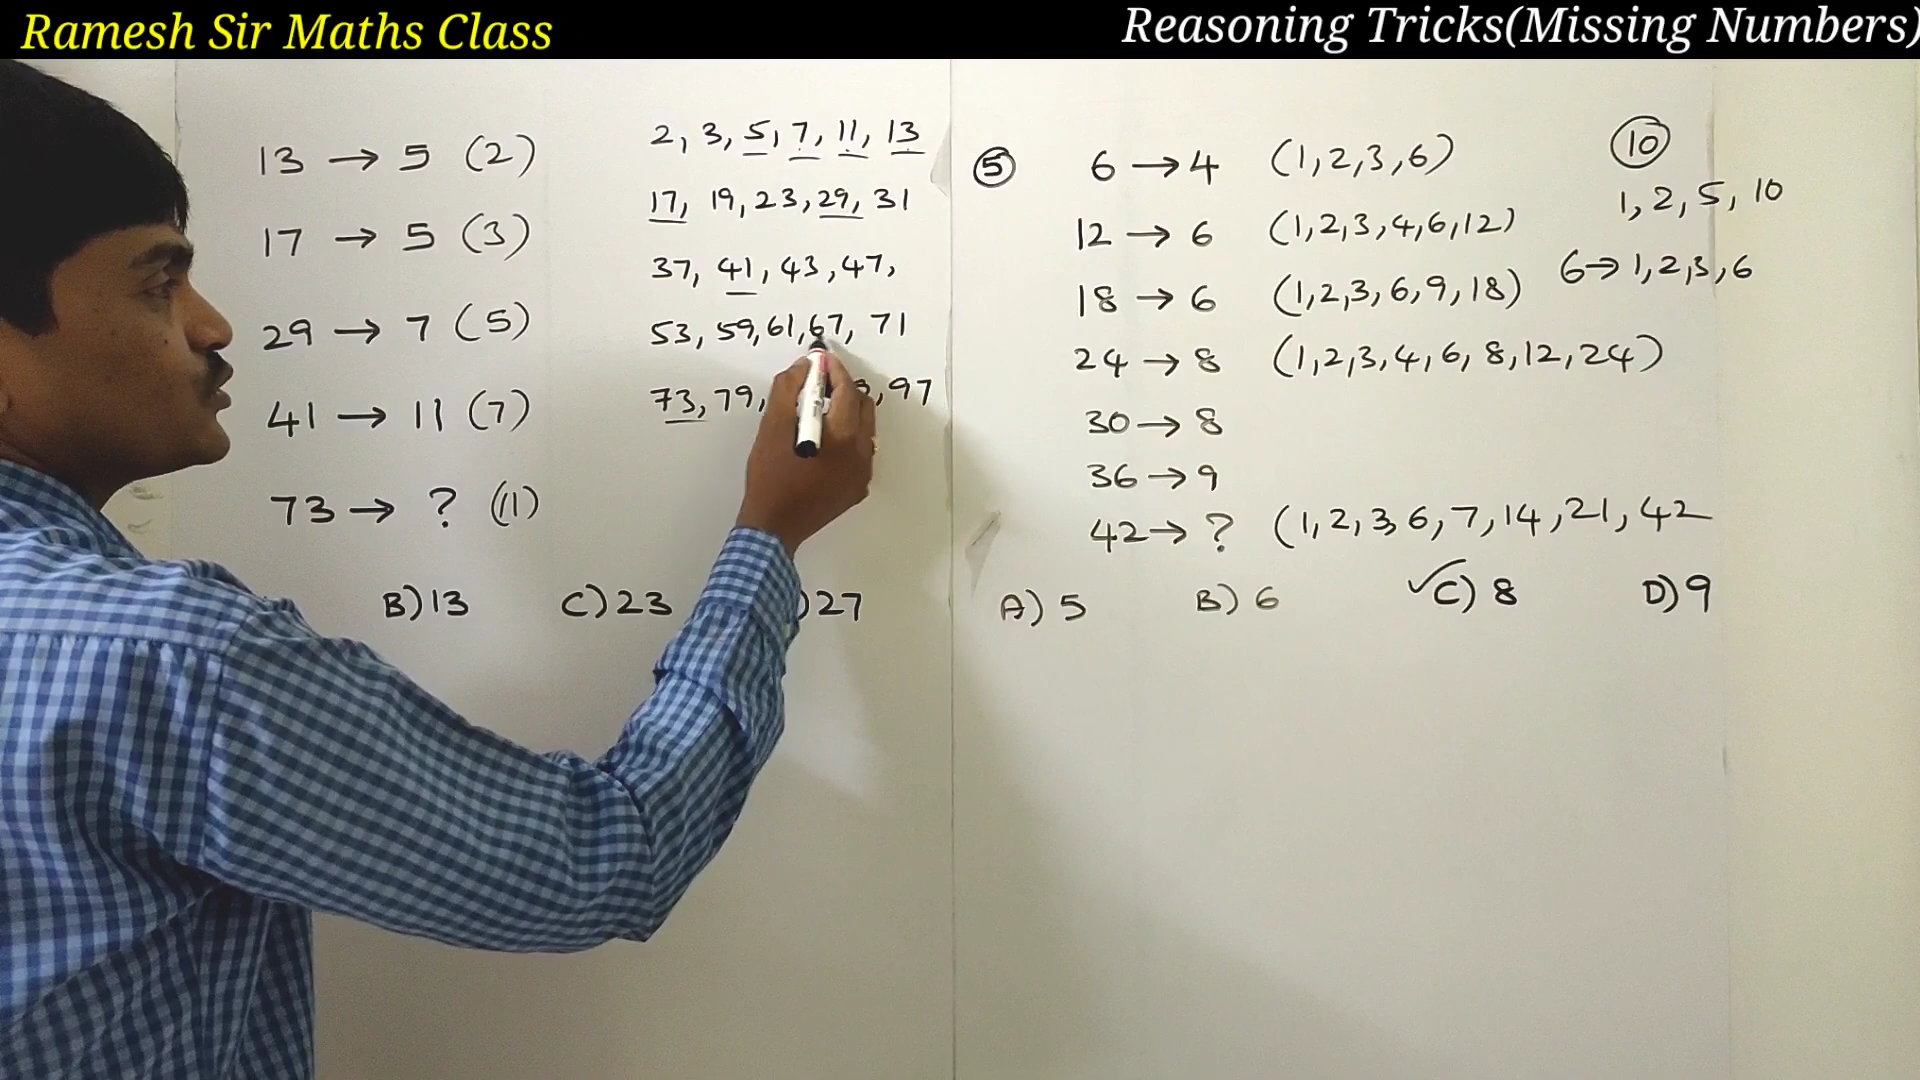 Ramesh Sir Maths Class
Reasoning Tricks(Missing Numbers)
13 → 5 (2)
17 → 5 (3)
29 → 7 (5)
41 → 11 (7)
73 → ? (11)
B) 13 C) 23 ) 27
2, 3, 5, 7, 11, 13
17, 19, 23, 29, 31
37, 41, 43, 47,
53, 59, 61, 67, 71
73, 79, , 97
5
6 → 4 (1, 2, 3, 6)
12 → 6 (1, 2, 3, 4, 6, 12)
18 → 6 (1, 2, 3, 6, 9, 18)
24 → 8 (1, 2, 3, 4, 6, 8, 12, 24)
30 → 8
36 → 9
42 → ? (1, 2, 3, 6, 7, 14, 21, 42
A) 5 B) 6 ✓C) 8 D) 9
10
1, 2, 5, 10
6 → 1, 2, 3, 6